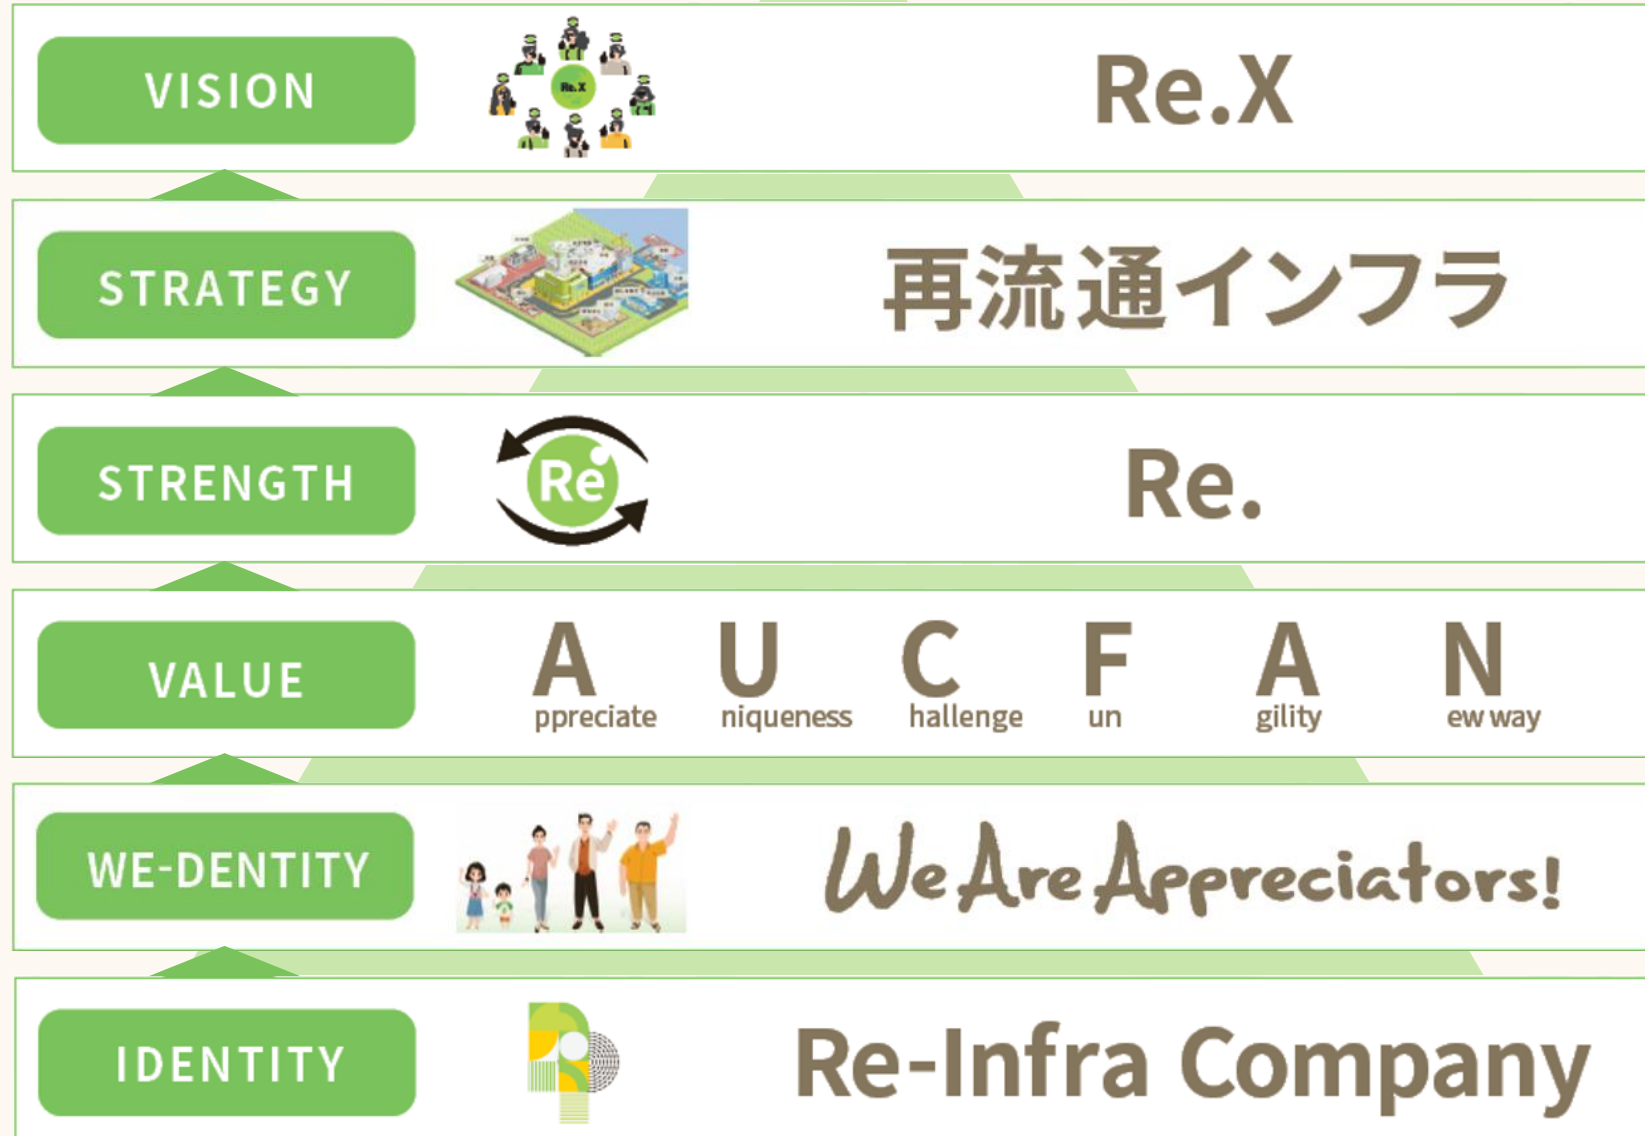 VISION
Re.X
Re.X
STRATEGY
再流通インフラ
STRENGTH
Re
Re.
VALUE
A U C F A N
ppreciate niqueness hallenge un gility ew way
WE-DENTITY
We Are Appreciators!
IDENTITY
Re-Infra Company